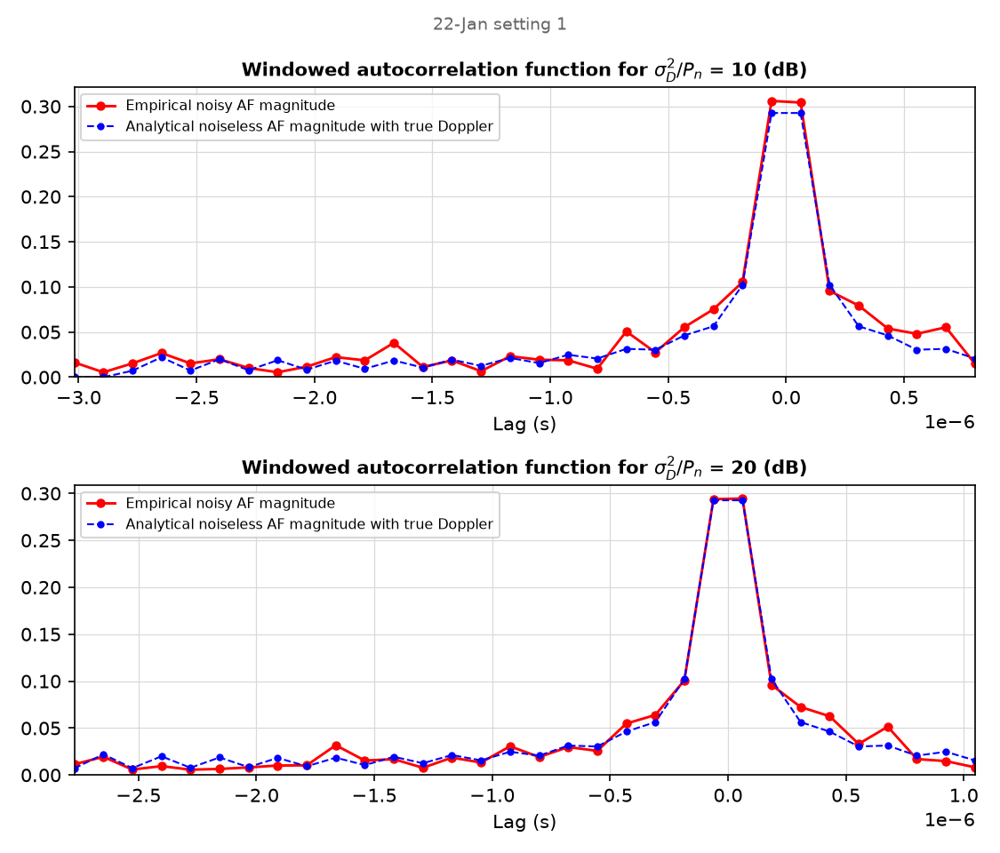 22-Jan setting 1
Windowed autocorrelation function for σ_D^2/P_n = 10 (dB)
Empirical noisy AF magnitude
Analytical noiseless AF magnitude with true Doppler
0.30
0.25
0.20
0.15
0.10
0.05
0.00
−3.0 −2.5 −2.0 −1.5 −1.0 −0.5 0.0 0.5
Lag (s)
1e−6
Windowed autocorrelation function for σ_D^2/P_n = 20 (dB)
Empirical noisy AF magnitude
Analytical noiseless AF magnitude with true Doppler
0.30
0.25
0.20
0.15
0.10
0.05
0.00
−2.5 −2.0 −1.5 −1.0 −0.5 0.0 0.5 1.0
Lag (s)
1e−6